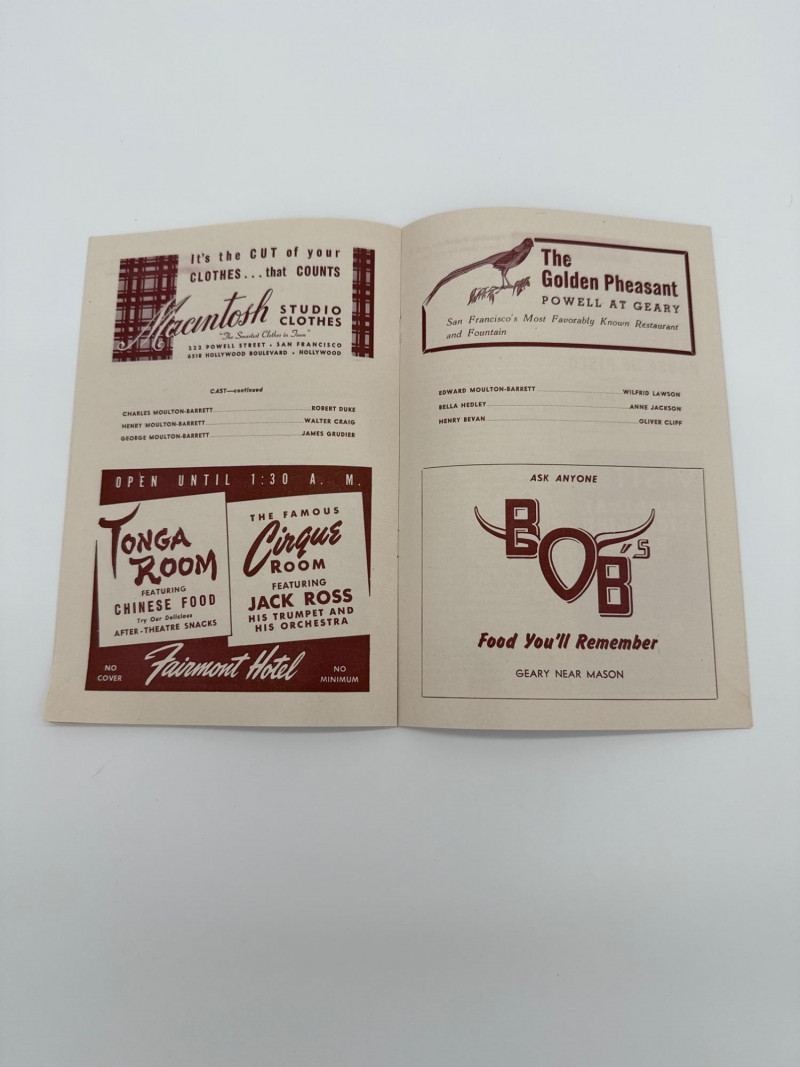 It's the CUT of your
CLOTHES...that COUNTS
Macintosh STUDIO CLOTHES
"The Smartest Clothes in Town"
222 POWELL STREET • SAN FRANCISCO
6518 HOLLYWOOD BOULEVARD • HOLLYWOOD
CAST—continued
CHARLES MOULTON-BARRETT ROBERT DUKE
HENRY MOULTON-BARRETT WALTER CRAIG
GEORGE MOULTON-BARRETT JAMES GRUDIER
OPEN UNTIL 1:30 A. M.
TONGA
ROOM
FEATURING
CHINESE FOOD
Try Our Delicious
AFTER-THEATRE SNACKS
THE FAMOUS
Cirque
ROOM
FEATURING
JACK ROSS
HIS TRUMPET AND
HIS ORCHESTRA
NO COVER
Fairmont Hotel
NO MINIMUM
The
Golden Pheasant
POWELL AT GEARY
San Francisco's Most Favorably Known Restaurant
and Fountain
EDWARD MOULTON-BARRETT WILFRID LAWSON
BELLA HEDLEY ANNE JACKSON
HENRY BEVAN OLIVER CLIFF
ASK ANYONE
BOB'S
Food You'll Remember
GEARY NEAR MASON